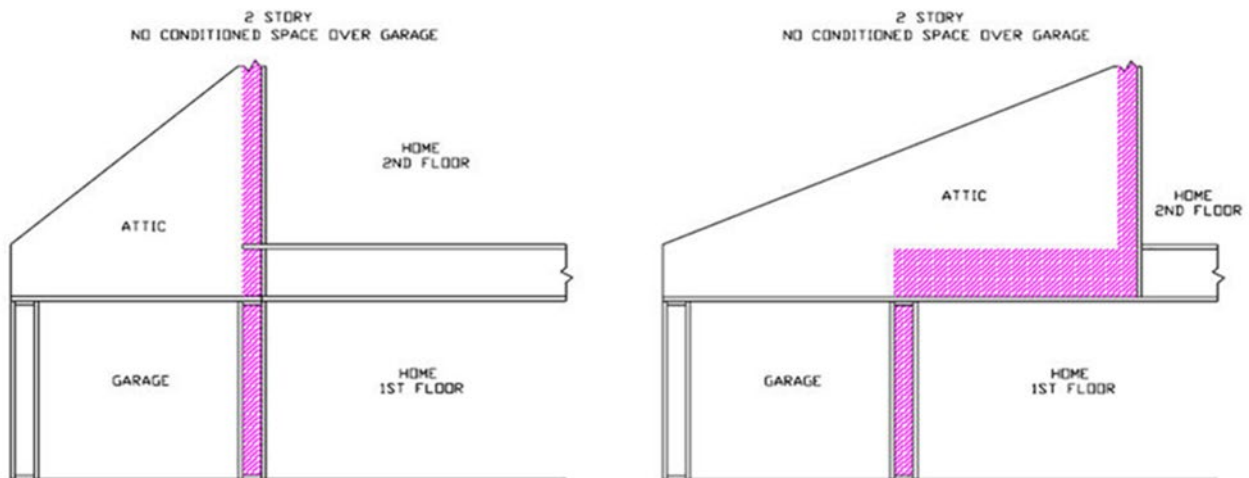 2 STORY
NO CONDITIONED SPACE OVER GARAGE
HOME
2ND FLOOR
ATTIC
GARAGE
HOME
1ST FLOOR
2 STORY
NO CONDITIONED SPACE OVER GARAGE
ATTIC
HOME
2ND FLOOR
GARAGE
HOME
1ST FLOOR